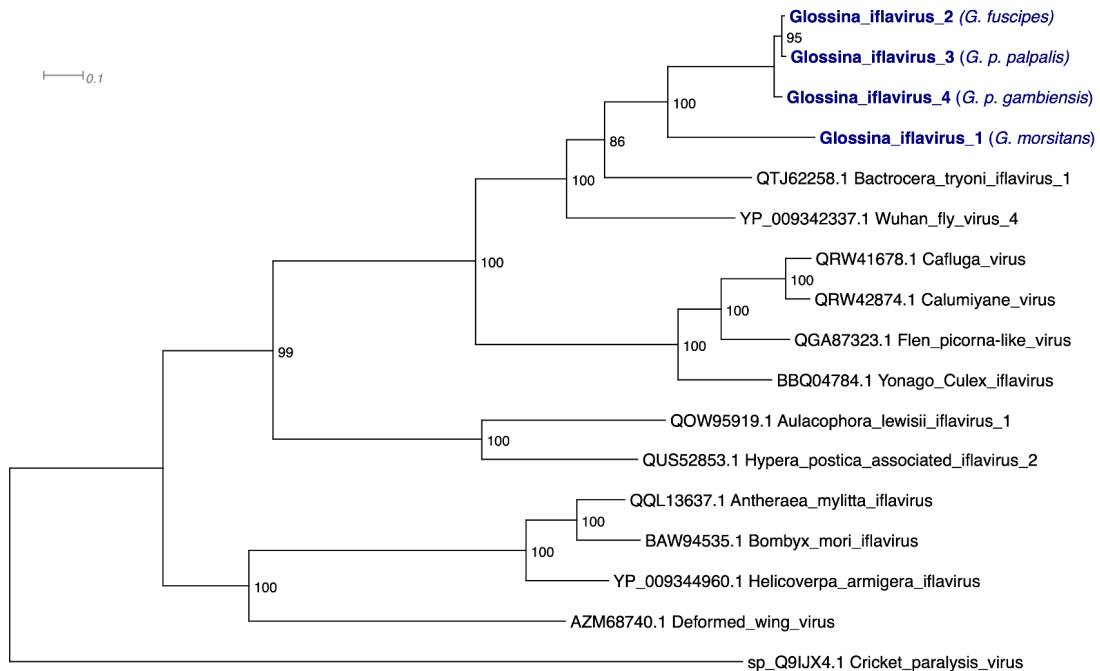 Glossina_iflavirus_2 (G. fuscipes)
95
Glossina_iflavirus_3 (G. p. palpalis)
0.1
Glossina_iflavirus_4 (G. p. gambiensis)
100
Glossina_iflavirus_1 (G. morsitans)
86
QTJ62258.1 Bactrocera_tryoni_iflavirus_1
100
YP_009342337.1 Wuhan_fly_virus_4
QRW41678.1 Cafluga_virus
100
100
QRW42874.1 Calumiyane_virus
100
QGA87323.1 Flen_picorna-like_virus
100
99
BBQ04784.1 Yonago_Culex_iflavirus
QOW95919.1 Aulacophora_lewisii_iflavirus_1
100
QUS52853.1 Hypera_postica_associated_iflavirus_2
QQL13637.1 Antheraea_mylitta_iflavirus
100
BAW94535.1 Bombyx_mori_iflavirus
100
YP_009344960.1 Helicoverpa_armigera_iflavirus
100
AZM68740.1 Deformed_wing_virus
sp_Q9IJX4.1 Cricket_paralysis_virus